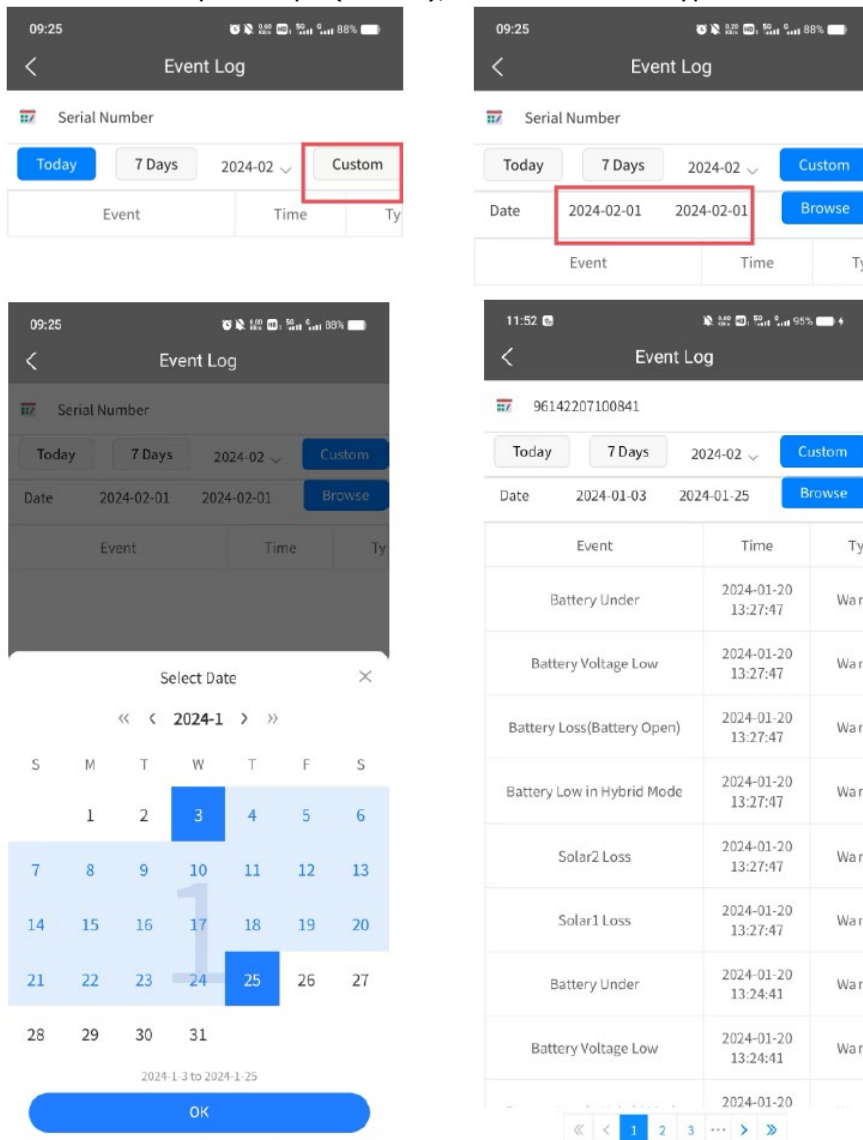 09:25 88%
Event Log
Serial Number
Today 7 Days 2024-02 Custom
Event Time Ty
09:25 88%
Event Log
Serial Number
Today 7 Days 2024-02 Custom
Date 2024-02-01 2024-02-01 Browse
Event Time Ty
09:25 88%
Event Log
Serial Number
Today 7 Days 2024-02 Custom
Date 2024-02-01 2024-02-01 Browse
Event Time Ty
Select Date
« < 2024-1 > »
S M T W T F S
1 2 3 4 5 6
7 8 9 10 11 12 13
1
14 15 16 17 18 19 20
21 22 23 24 25 26 27
28 29 30 31
2024-1-3 to 2024-1-25
OK
11:52 95%
Event Log
96142207100841
Today 7 Days 2024-02 Custom
Date 2024-01-03 2024-01-25 Browse
Event Time Ty
Battery Under 2024-01-20 13:27:47 War
Battery Voltage Low 2024-01-20 13:27:47 War
Battery Loss(Battery Open) 2024-01-20 13:27:47 War
Battery Low in Hybrid Mode 2024-01-20 13:27:47 War
Solar2 Loss 2024-01-20 13:27:47 War
Solar1 Loss 2024-01-20 13:27:47 War
Battery Under 2024-01-20 13:24:41 War
Battery Voltage Low 2024-01-20 13:24:41 War
2024-01-20
« < 1 2 3 ··· > »